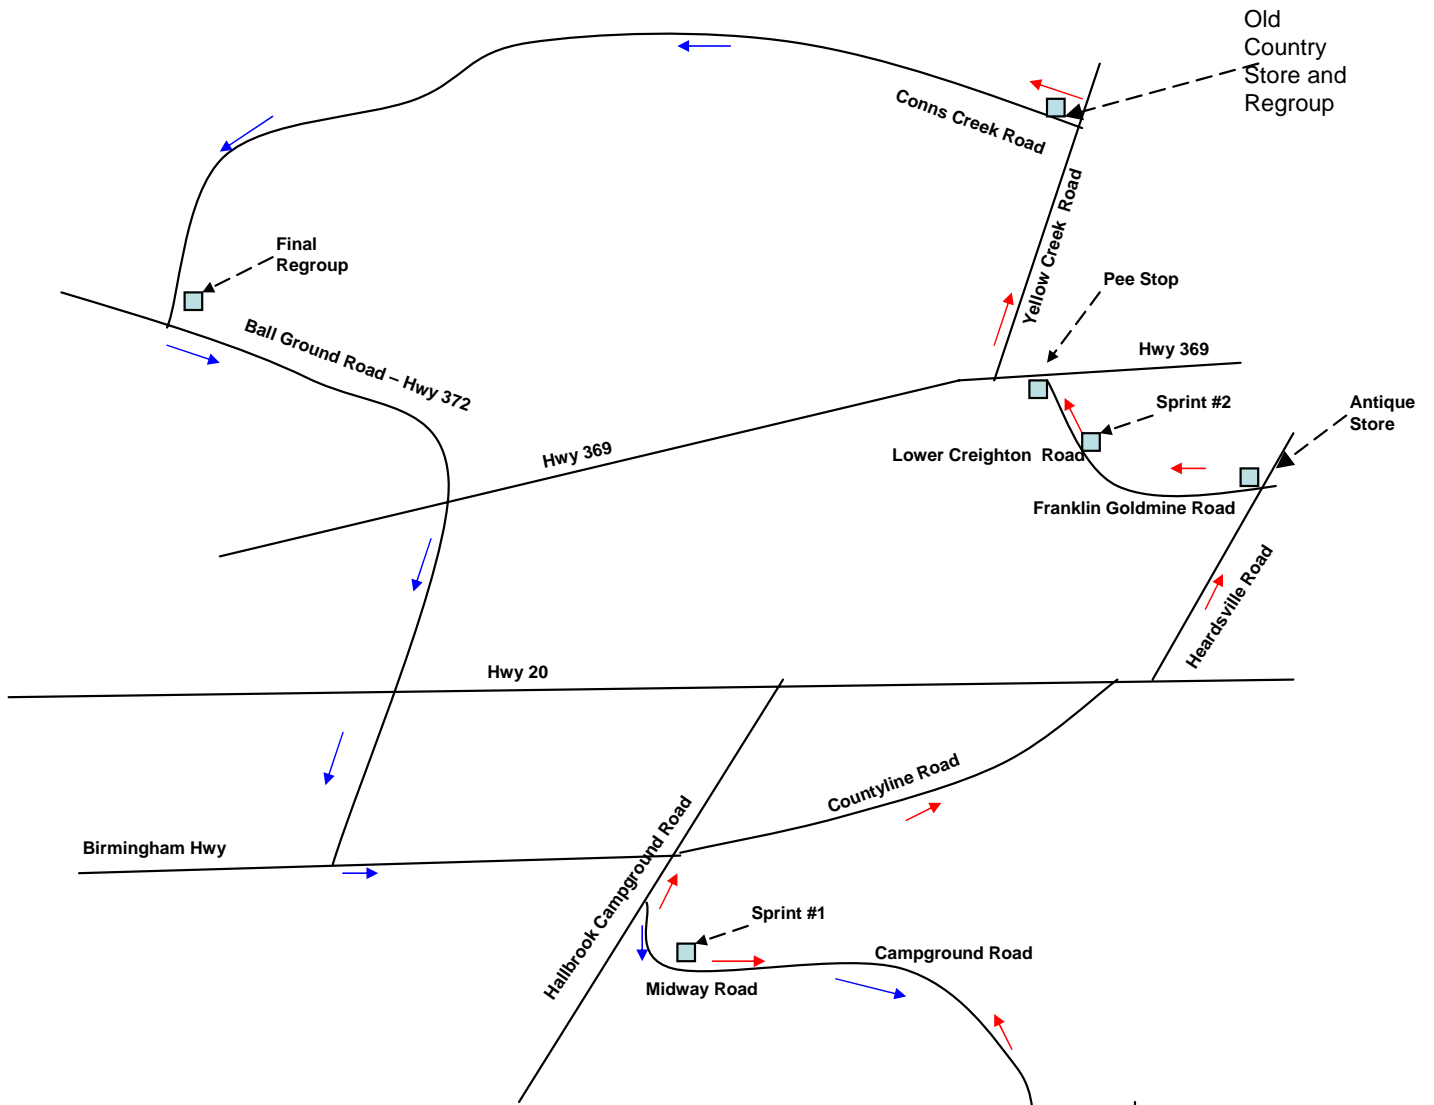 Old
Country
Store and
Regroup
Conns Creek Road
Yellow Creek  Road
Final
Regroup
Pee Stop
Ball Ground Road – Hwy 372
Hwy 369
Sprint #2
Antique
Store
Hwy 369
Lower Creighton  Road
Franklin Goldmine Road
Heardsville Road
Hwy 20
Countyline Road
Birmingham Hwy
Hallbrook Campground Road
Sprint #1
Campground Road
Midway Road